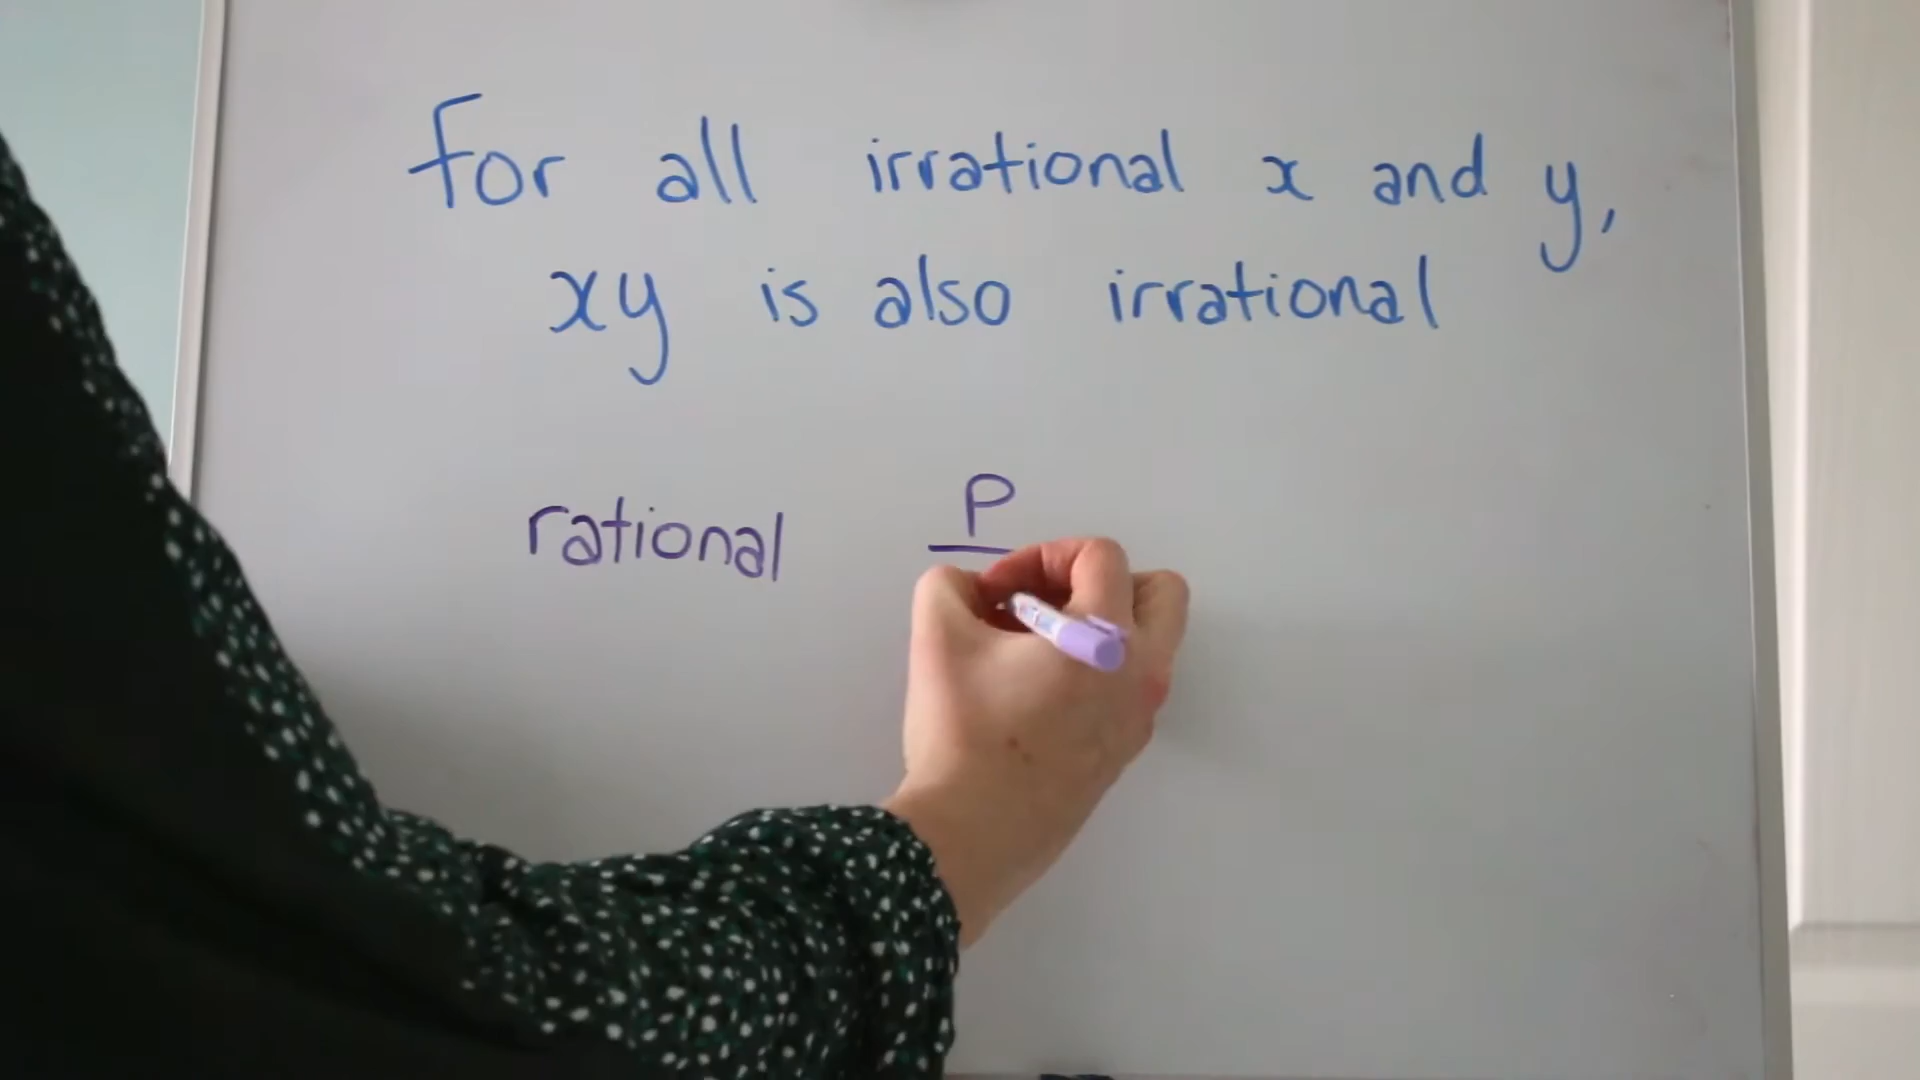 For all irrational x and y,
xy is also irrational
rational P